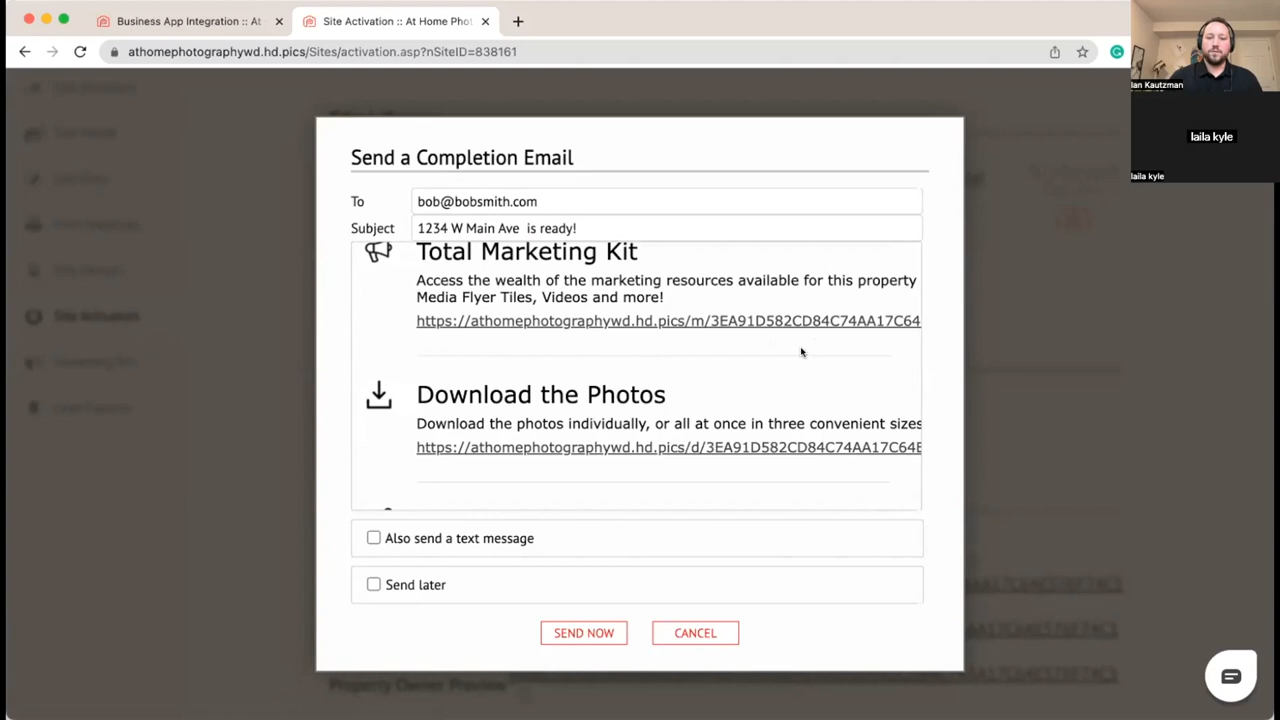 Business App Integration :: At
Site Activation :: At Home Phot
athomephotographywd.hd.pics/Sites/activation.asp?nSiteID=838161
Ian Kautzman
laila kyle
laila kyle
Send a Completion Email
To
bob@bobsmith.com
Subject
1234 W Main Ave is ready!
Total Marketing Kit
Access the wealth of the marketing resources available for this property
Media Flyer Tiles, Videos and more!
https://athomephotographywd.hd.pics/m/3EA91D582CD84C74AA17C64
Download the Photos
Download the photos individually, or all at once in three convenient sizes
https://athomephotographywd.hd.pics/d/3EA91D582CD84C74AA17C64E
Also send a text message
Send later
SEND NOW
CANCEL
Property Owner Preview